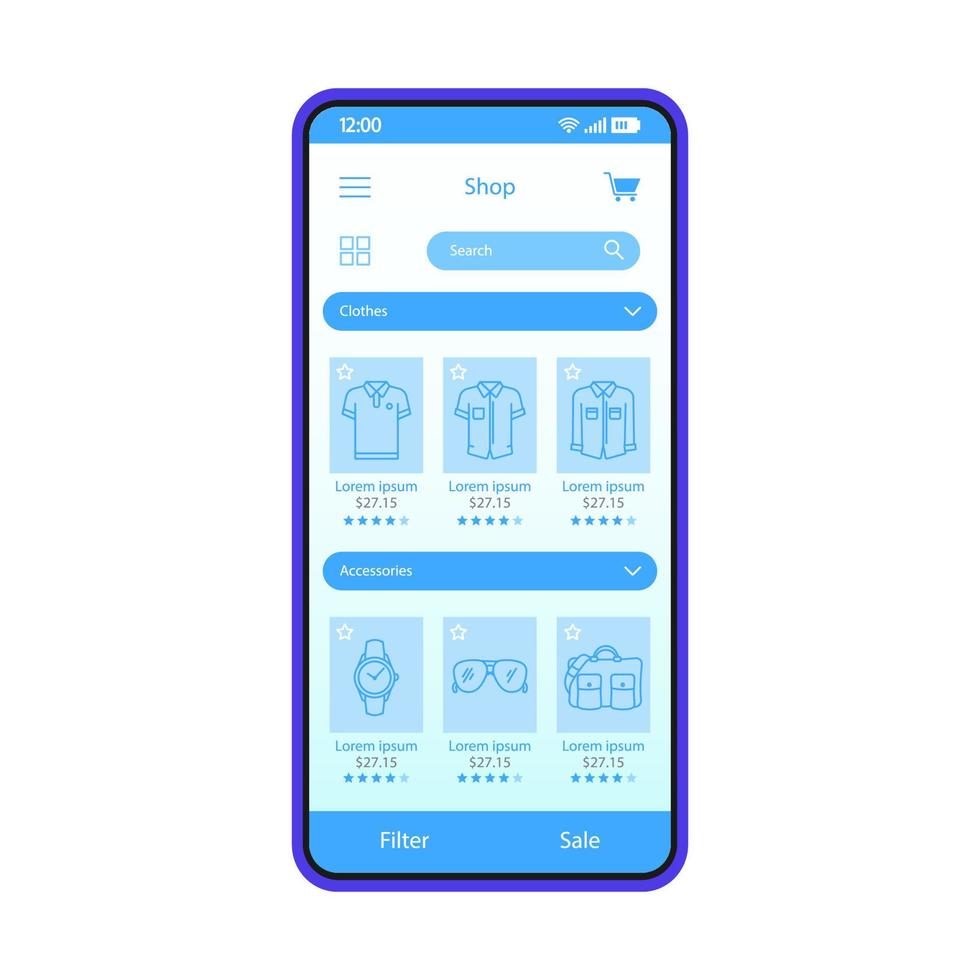 12:00
Shop
Search
Clothes
Lorem ipsum Lorem ipsum Lorem ipsum
$27.15 $27.15 $27.15
Accessories
Lorem ipsum Lorem ipsum Lorem ipsum
$27.15 $27.15 $27.15
Filter Sale